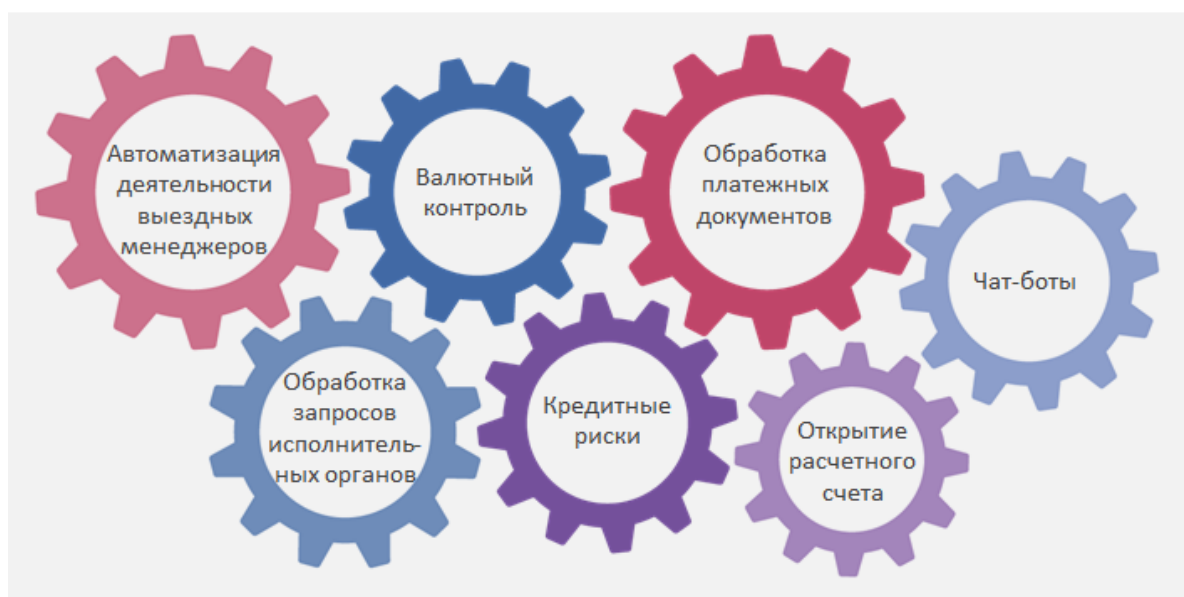 Автоматизация
деятельности
выездных
менеджеров
Валютный
контроль
Обработка
платежных
документов
Чат-боты
Обработка
запросов
исполнитель-
ных органов
Кредитные
риски
Открытие
расчетного
счета